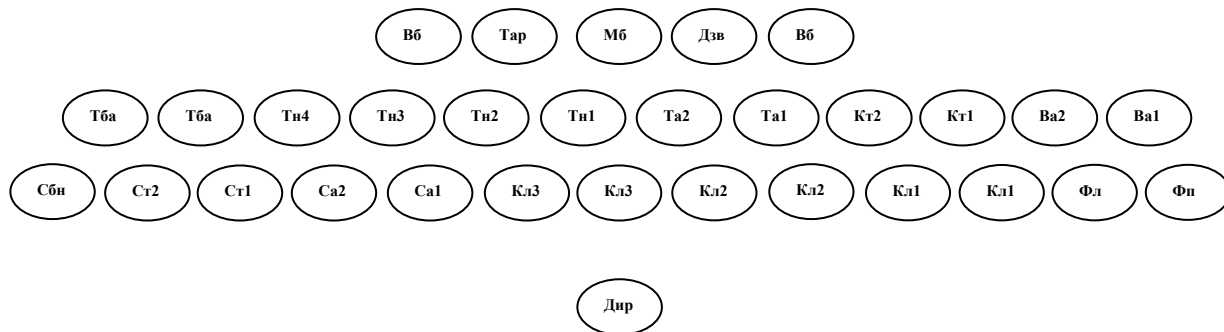 Вб Тар Мб Дзв Вб
Тба Тба Тн4 Тн3 Тн2 Тн1 Та2 Та1 Кт2 Кт1 Ва2 Ва1
Сбн Ст2 Ст1 Са2 Са1 Кл3 Кл3 Кл2 Кл2 Кл1 Кл1 Фл Фп
Дир